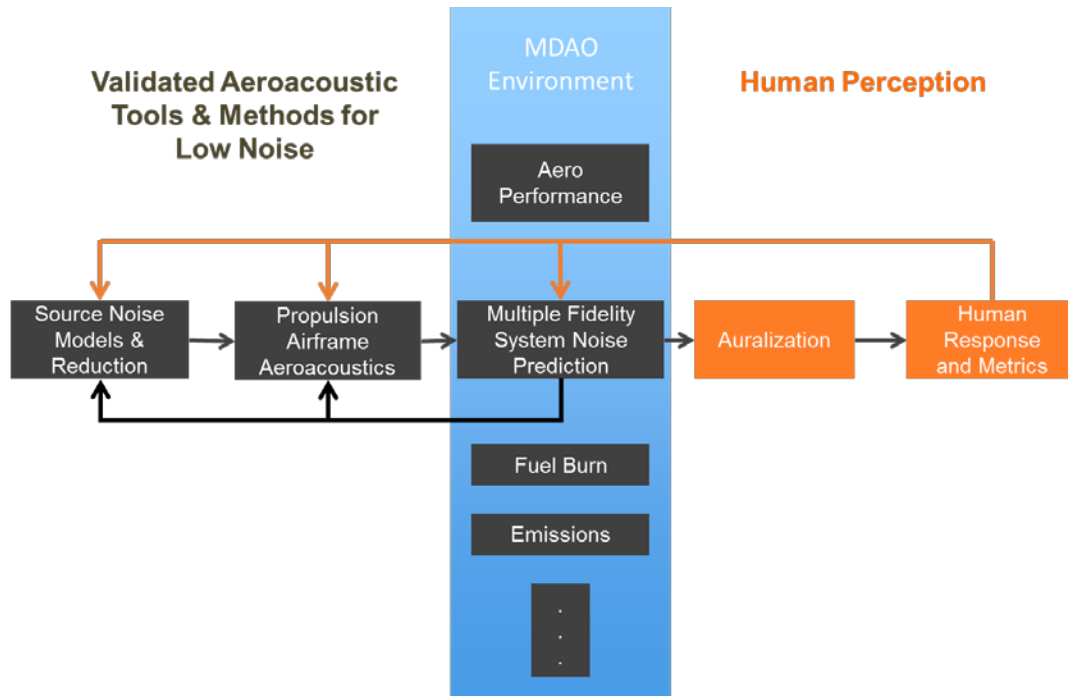 MDAO
Environment
Validated Aeroacoustic
Tools & Methods for
Low Noise
Human Perception
Aero
Performance
Source Noise
Models &
Reduction
Propulsion
Airframe
Aeroacoustics
Multiple Fidelity
System Noise
Prediction
Auralization
Human
Response
and Metrics
Fuel Burn
Emissions
.
.
.